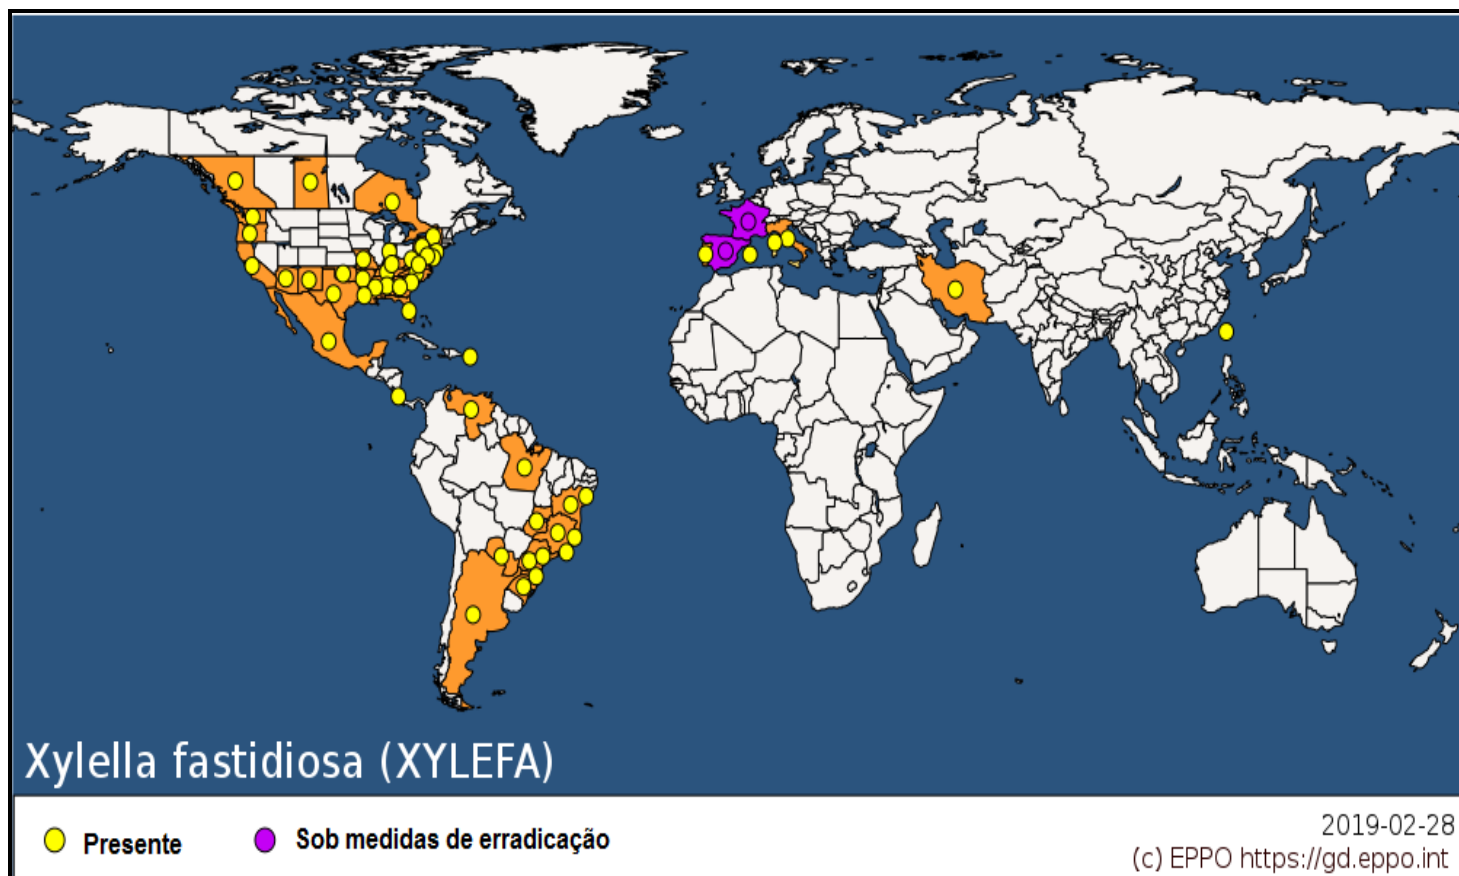 Xylella fastidiosa (XYLEFA)
Presente
Sob medidas de erradicação
2019-02-28
(c) EPPO https://gd.eppo.int